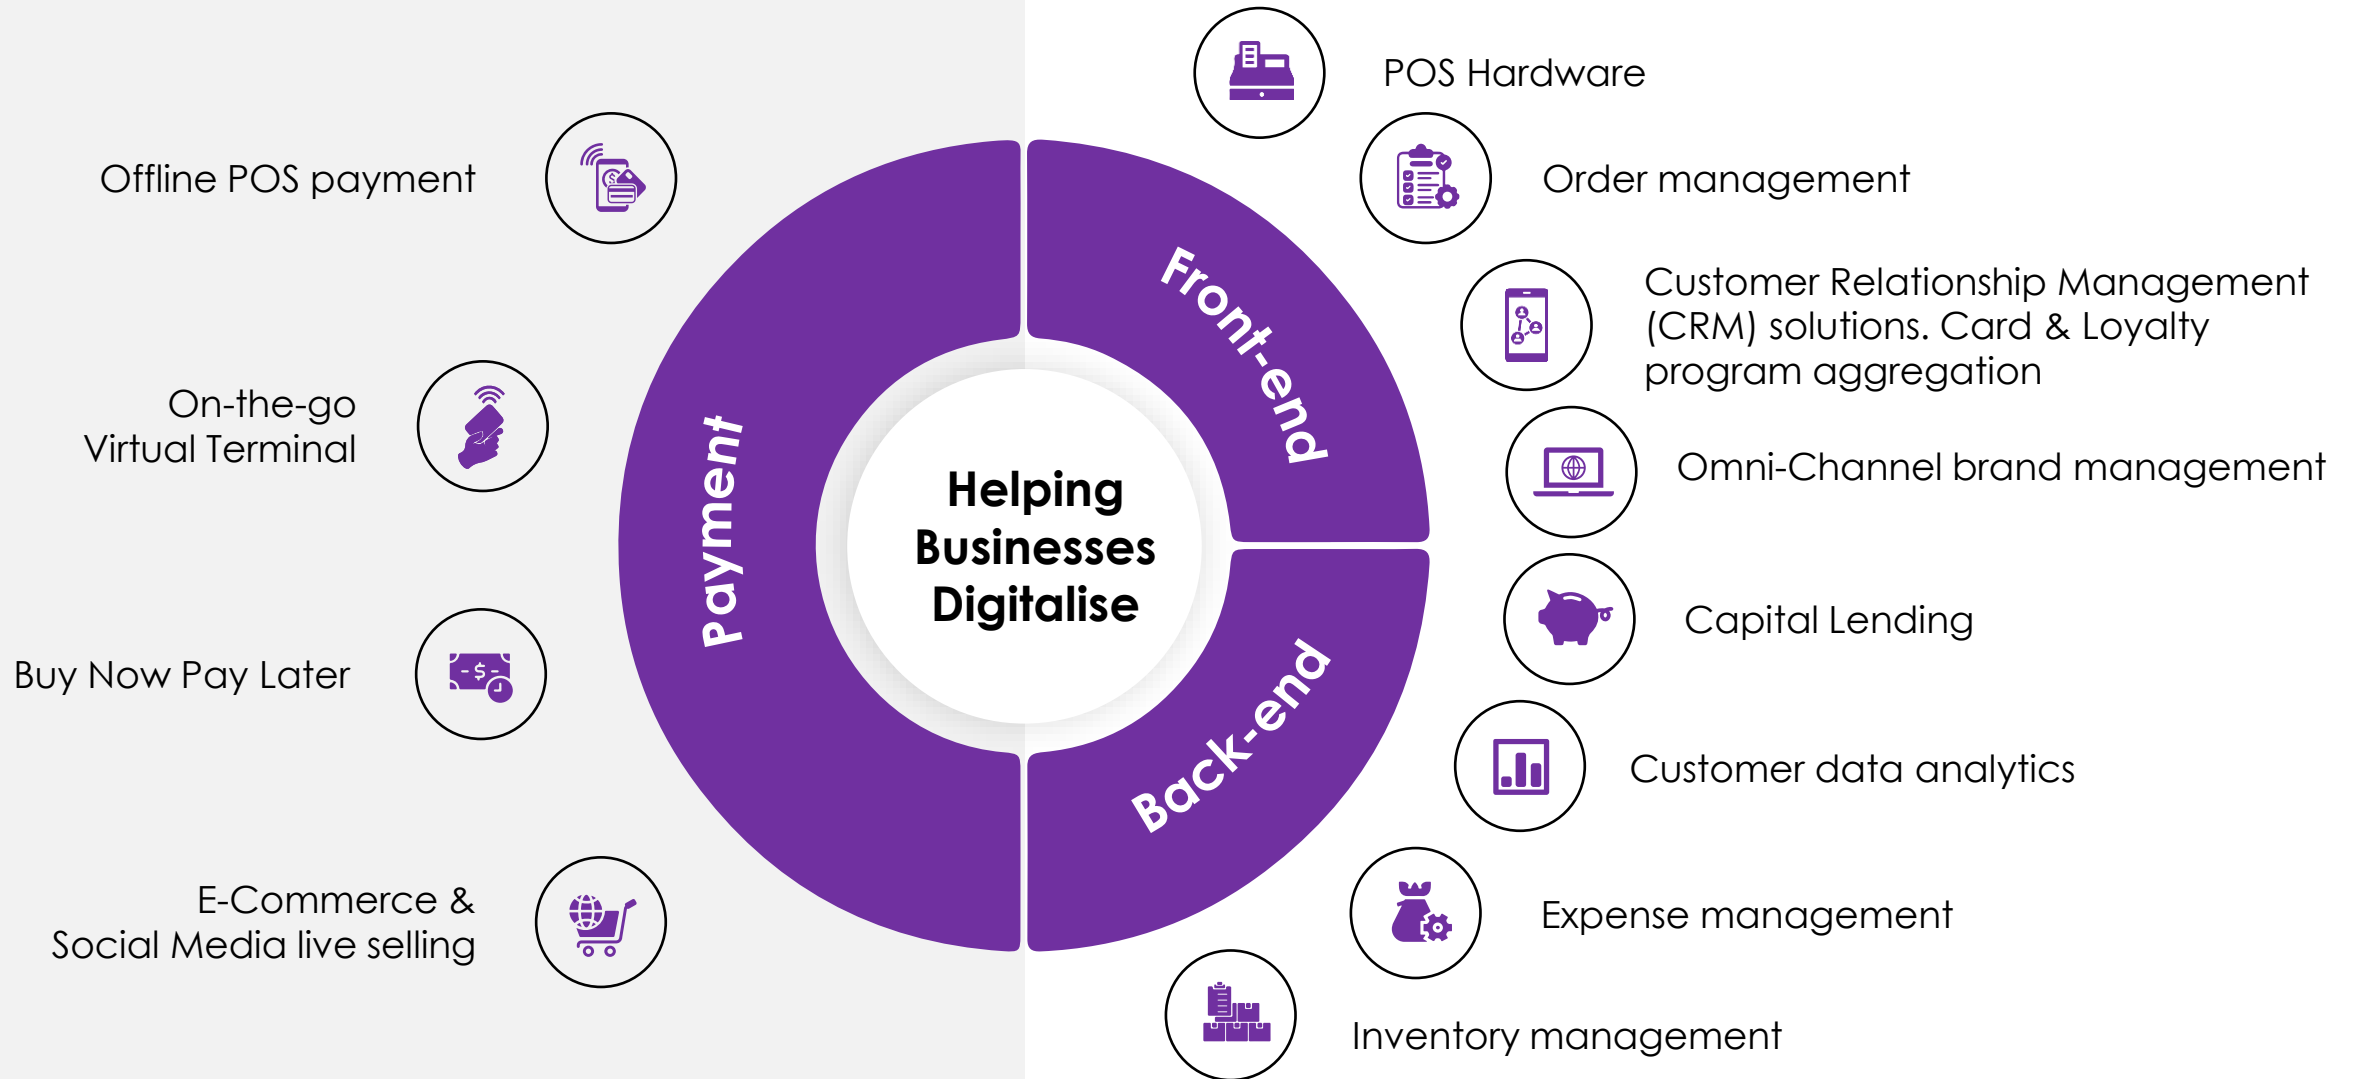 Offline POS payment
On-the-go
Virtual Terminal
Buy Now Pay Later
E-Commerce &
Social Media live selling
Payment
Front-end
Back-end
Helping
Businesses
Digitalise
POS Hardware
Order management
Customer Relationship Management
(CRM) solutions. Card & Loyalty
program aggregation
Omni-Channel brand management
Capital Lending
Customer data analytics
Expense management
Inventory management